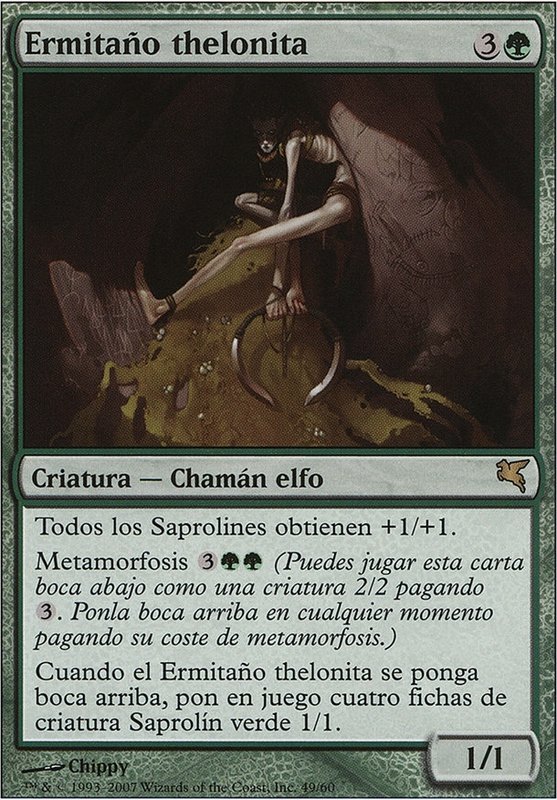 Ermitaño thelonita 3
Criatura — Chamán elfo
Todos los Saprolines obtienen +1/+1.
Metamorfosis 3 (Puedes jugar esta carta
boca abajo como una criatura 2/2 pagando
3. Ponla boca arriba en cualquier momento
pagando su coste de metamorfosis.)
Cuando el Ermitaño thelonita se ponga
boca arriba, pon en juego cuatro fichas de
criatura Saprolín verde 1/1.
1/1
Chippy
™ & © 1993-2007 Wizards of the Coast, Inc. 49/60